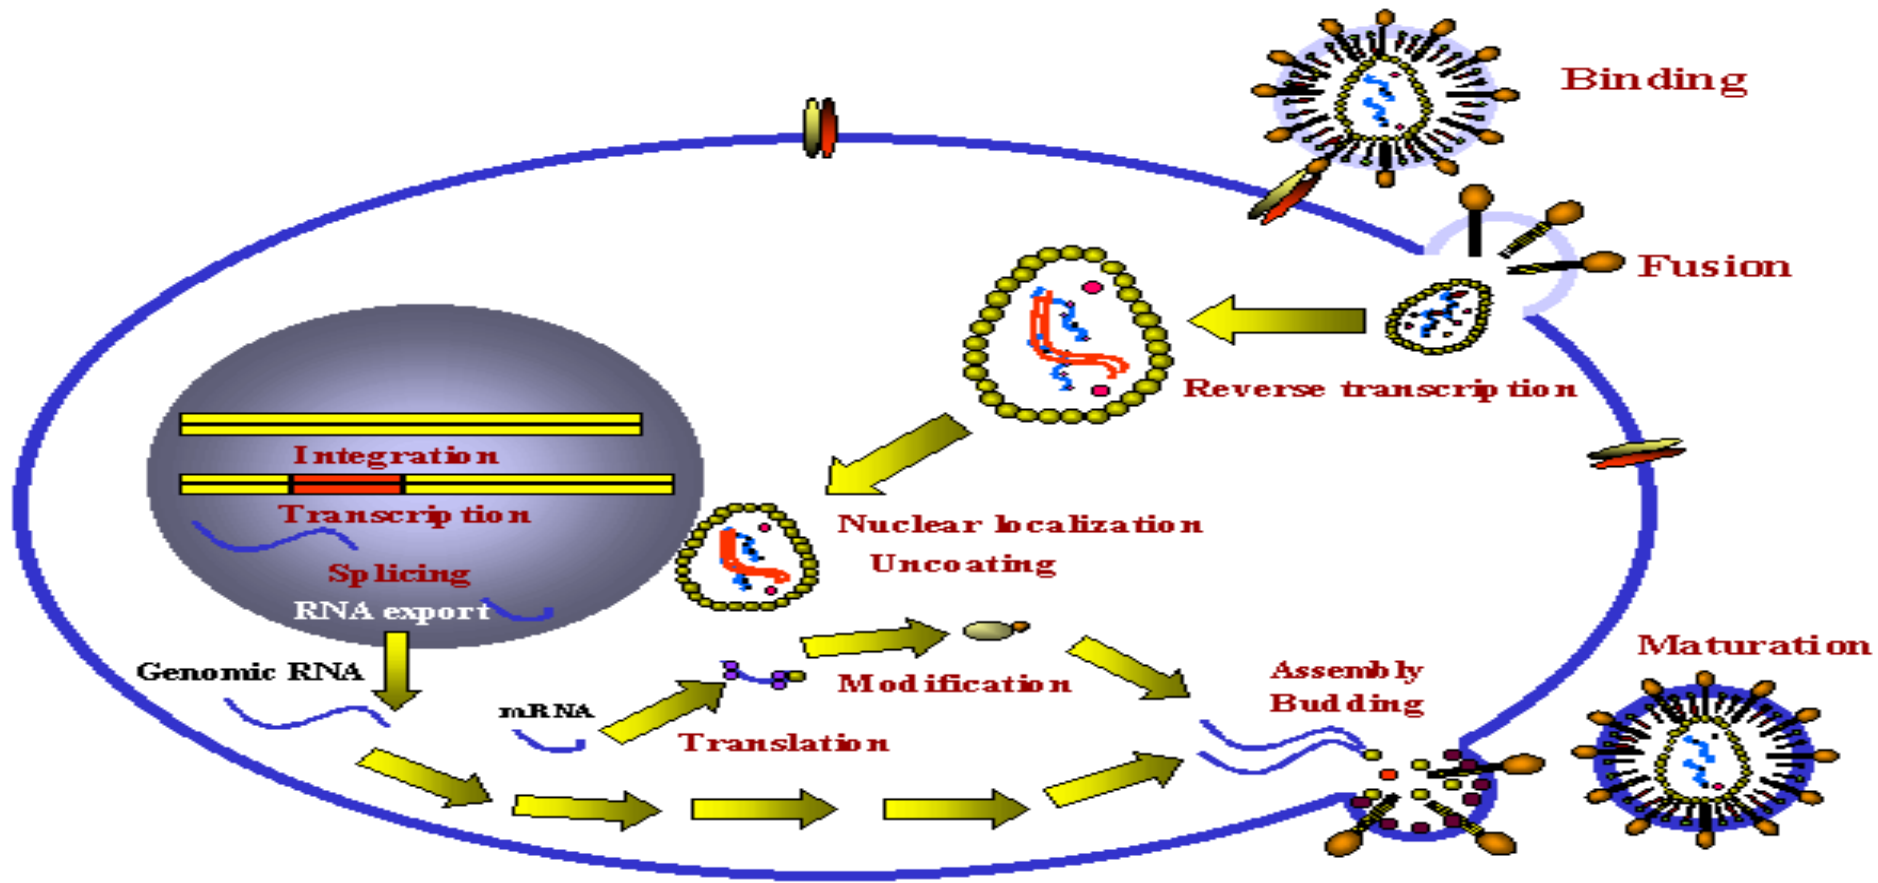 Binding
Fusion
Reverse transcription
Nuclear localization
Uncoating
Integration
Transcription
Splicing
RNA export
Genomic RNA
mRNA
Translation
Modification
Assembly
Budding
Maturation